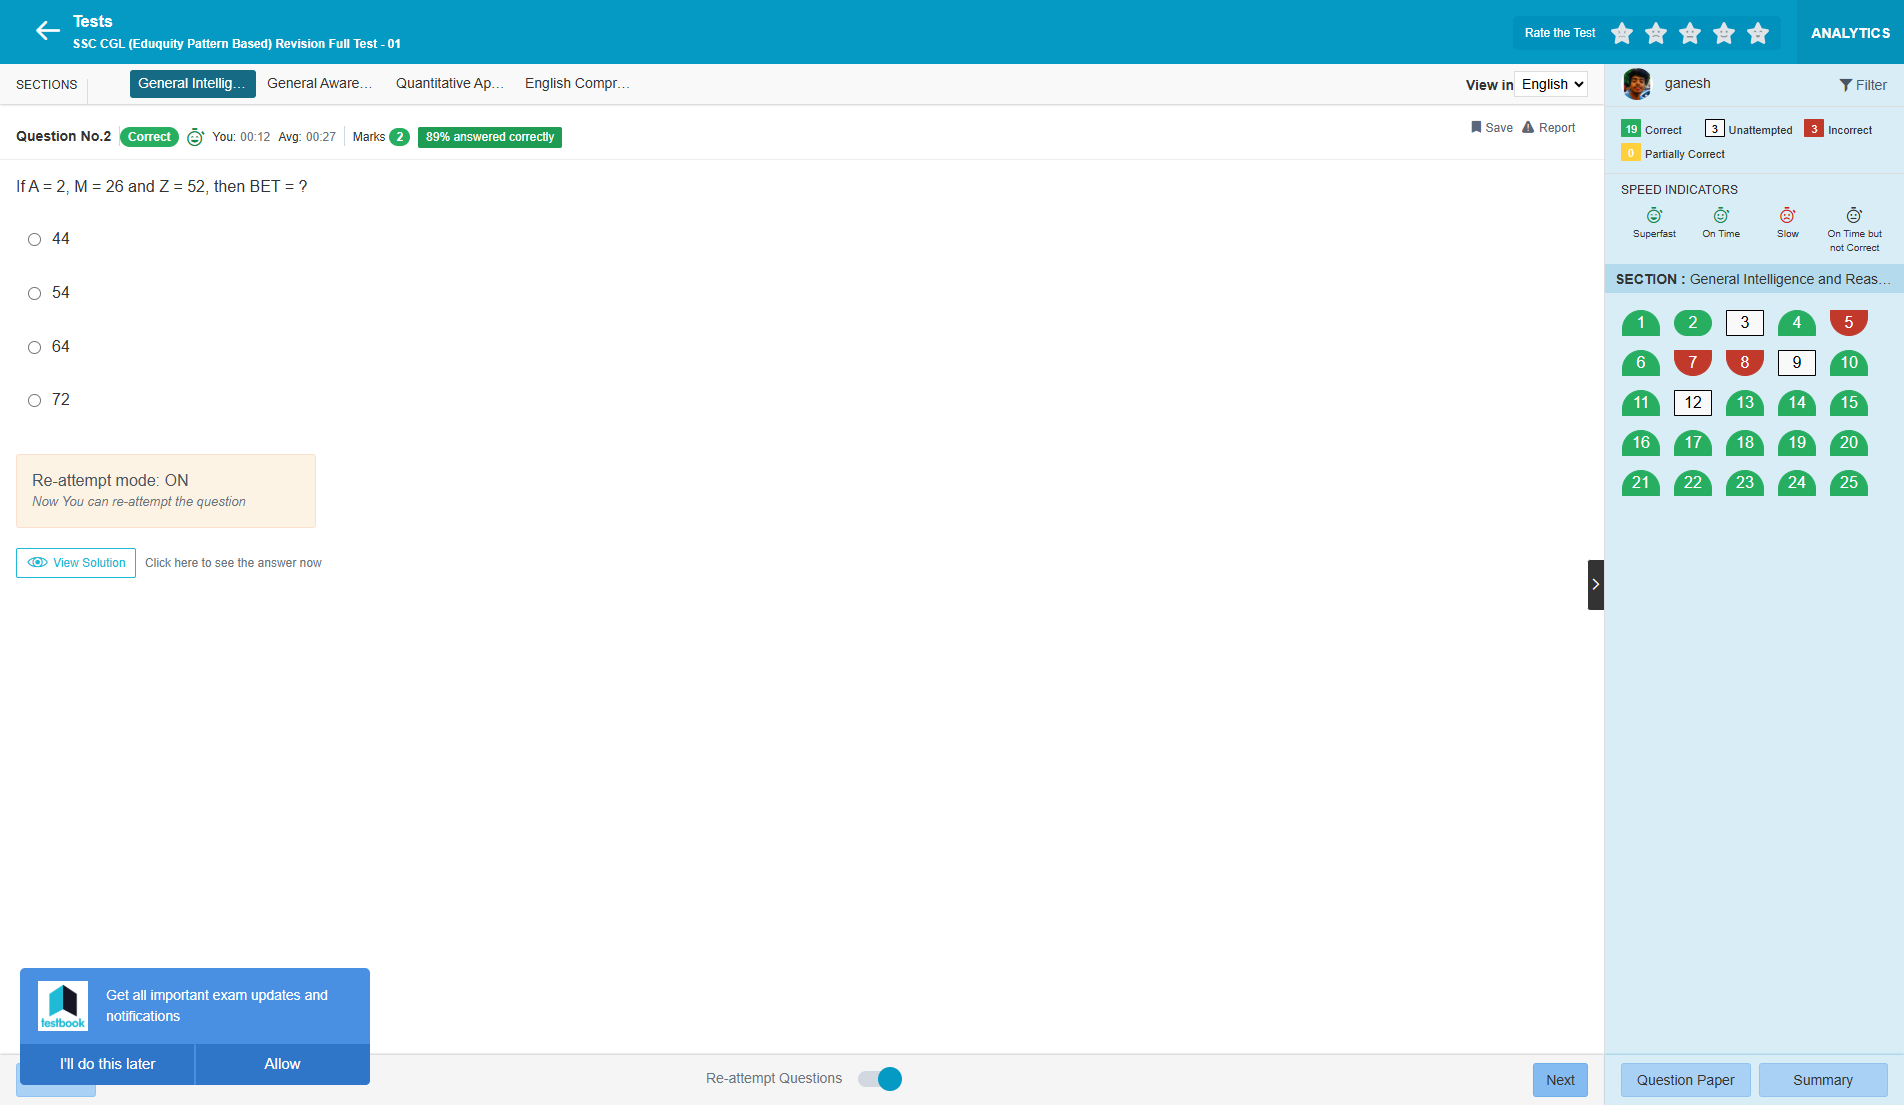 Tests
SSC CGL (Eduquity Pattern Based) Revision Full Test - 01
Rate the Test
ANALYTICS
SECTIONS
General Intellig...
General Aware...
Quantitative Ap...
English Compr...
View in English
ganesh
Filter
Question No.2 Correct You: 00:12 Avg: 00:27 Marks 2 89% answered correctly
Save Report
19 Correct 3 Unattempted 3 Incorrect
0 Partially Correct
If A = 2, M = 26 and Z = 52, then BET = ?
44
54
64
72
SPEED INDICATORS
Superfast
On Time
Slow
On Time but
not Correct
SECTION : General Intelligence and Reas...
1 2 3 4 5
6 7 8 9 10
11 12 13 14 15
16 17 18 19 20
21 22 23 24 25
Re-attempt mode: ON
Now You can re-attempt the question
View Solution Click here to see the answer now
testbook
Get all important exam updates and
notifications
I'll do this later
Allow
Re-attempt Questions
Next
Question Paper
Summary